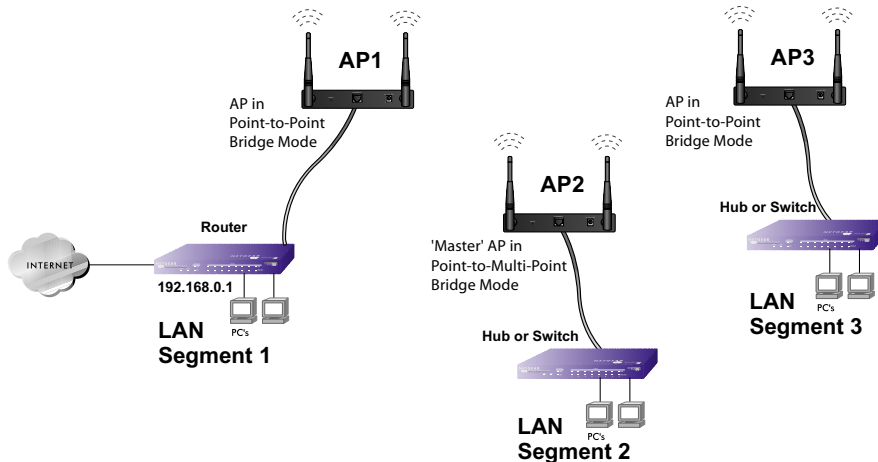 AP1
AP in
Point-to-Point
Bridge Mode
AP3
AP in
Point-to-Point
Bridge Mode
AP2
'Master' AP in
Point-to-Multi-Point
Bridge Mode
Router
INTERNET
192.168.0.1
PC's
LAN
Segment 1
Hub or Switch
PC's
LAN
Segment 2
Hub or Switch
PC's
LAN
Segment 3